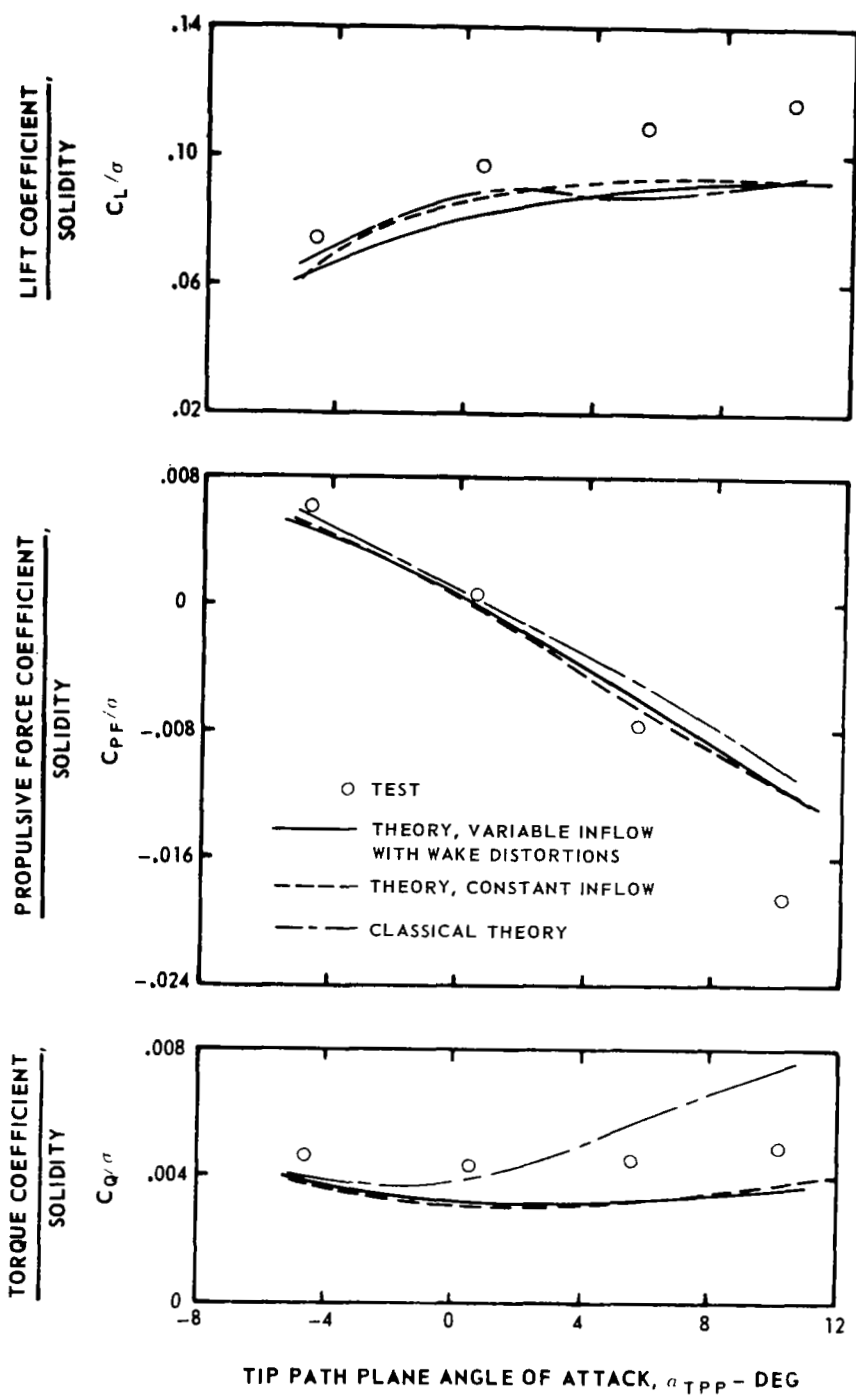 .14
.10
.06
.02
LIFT COEFFICIENT,
SOLIDITY
C_L/σ
.008
0
-.008
-.016
-.024
PROPULSIVE FORCE COEFFICIENT,
SOLIDITY
C_PF/σ
TEST
THEORY, VARIABLE INFLOW
WITH WAKE DISTORTIONS
THEORY, CONSTANT INFLOW
CLASSICAL THEORY
.008
.004
0
TORQUE COEFFICIENT,
SOLIDITY
C_Q/σ
-8 -4 0 4 8 12
TIP PATH PLANE ANGLE OF ATTACK, α_TPP - DEG